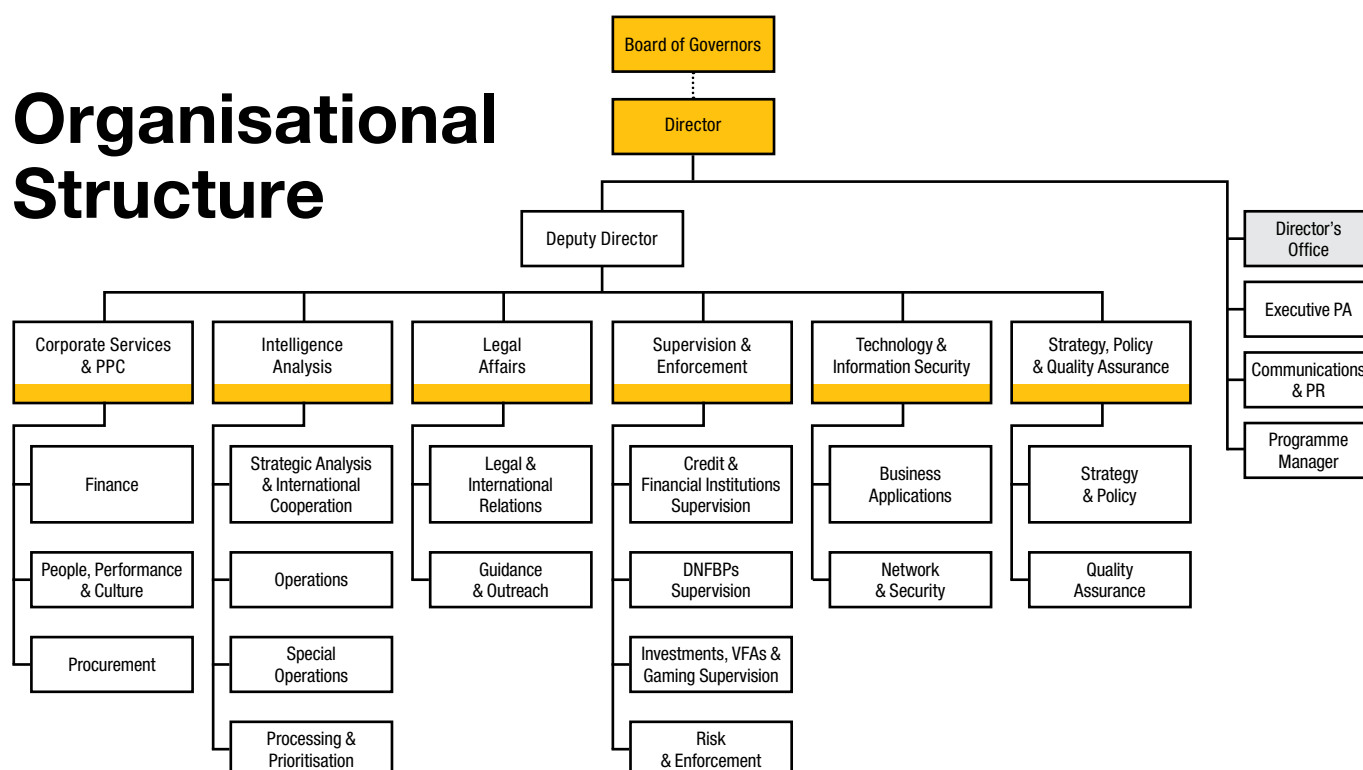 Organisational
Structure
Board of Governors
Director
Deputy Director
Director's
Office
Executive PA
Communications
& PR
Programme
Manager
Corporate Services
& PPC
Finance
People, Performance
& Culture
Procurement
Intelligence
Analysis
Strategic Analysis
& International
Cooperation
Operations
Special
Operations
Processing &
Prioritisation
Legal
Affairs
Legal &
International
Relations
Guidance
& Outreach
Supervision &
Enforcement
Credit &
Financial Institutions
Supervision
DNFBPs
Supervision
Investments, VFAs &
Gaming Supervision
Risk
& Enforcement
Technology &
Information Security
Business
Applications
Network
& Security
Strategy, Policy
& Quality Assurance
Strategy
& Policy
Quality
Assurance